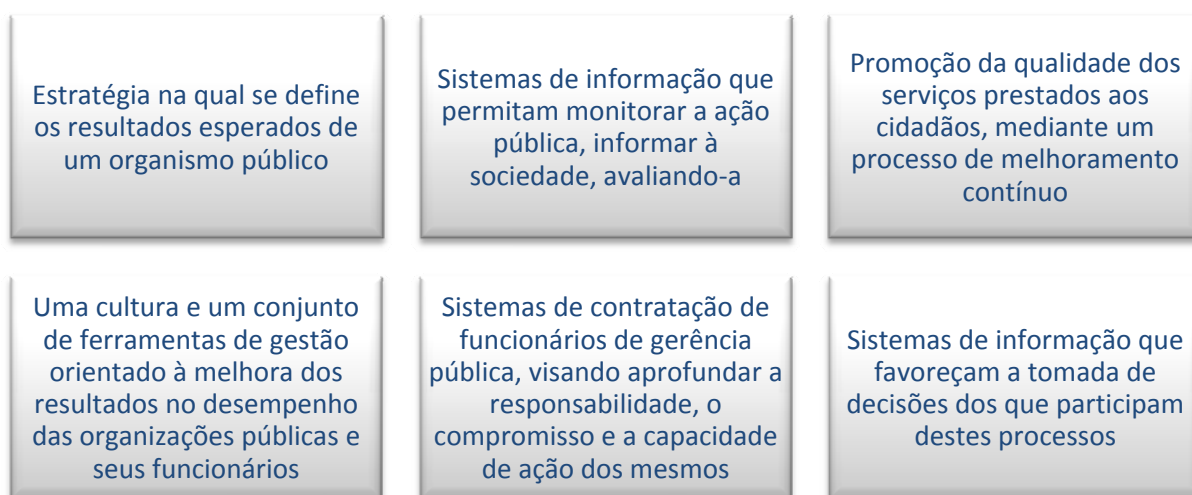 Estratégia na qual se define
os resultados esperados de
um organismo público
Sistemas de informação que
permitam monitorar a ação
pública, informar à
sociedade, avaliando-a
Promoção da qualidade dos
serviços prestados aos
cidadãos, mediante um
processo de melhoramento
contínuo
Uma cultura e um conjunto
de ferramentas de gestão
orientado à melhora dos
resultados no desempenho
das organizações públicas e
seus funcionários
Sistemas de contratação de
funcionários de gerência
pública, visando aprofundar a
responsabilidade, o
compromisso e a capacidade
de ação dos mesmos
Sistemas de informação que
favoreçam a tomada de
decisões dos que participam
destes processos